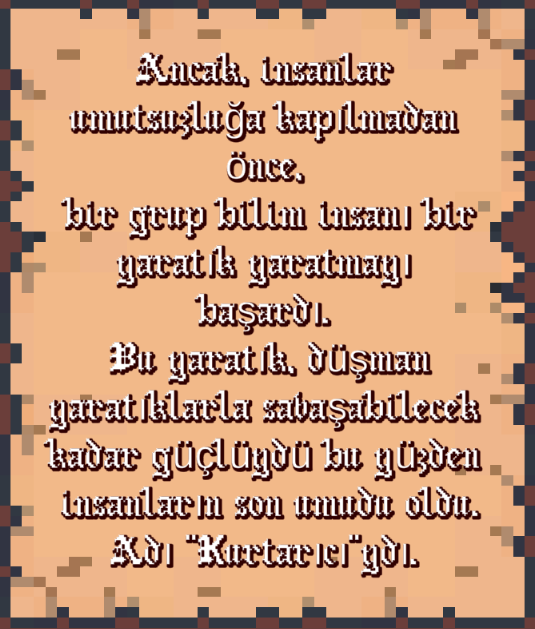 Ancak, insanlar
umutsuzluğa kapılmadan
önce,
bir grup bilim insanı bir
yaratık yaratmayı
başardı.
Bu yaratık, düşman
yaratıklarla savaşabilecek
kadar güçlüydü bu yüzden
insanların son umudu oldu.
Adı "Kurtarıcı"ydı.